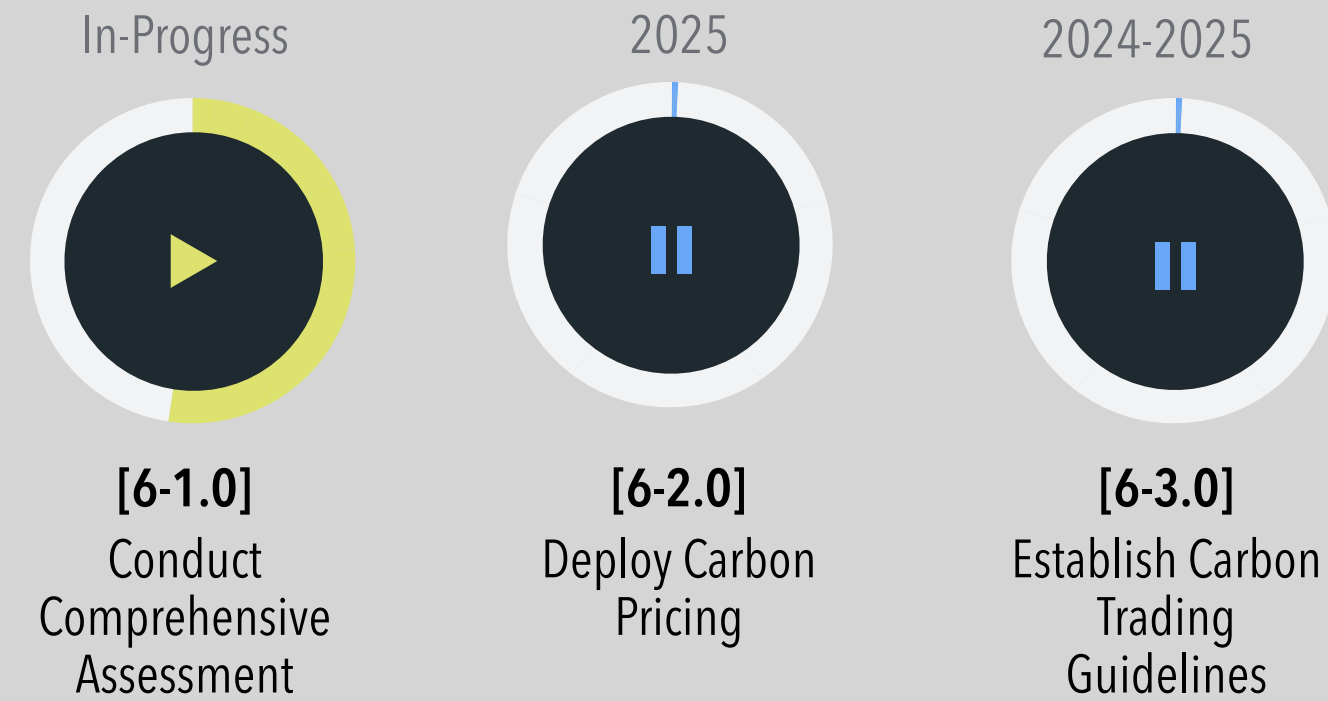 In-Progress
2025
2024-2025
[6-1.0]
Conduct
Comprehensive
Assessment
[6-2.0]
Deploy Carbon
Pricing
[6-3.0]
Establish Carbon
Trading
Guidelines